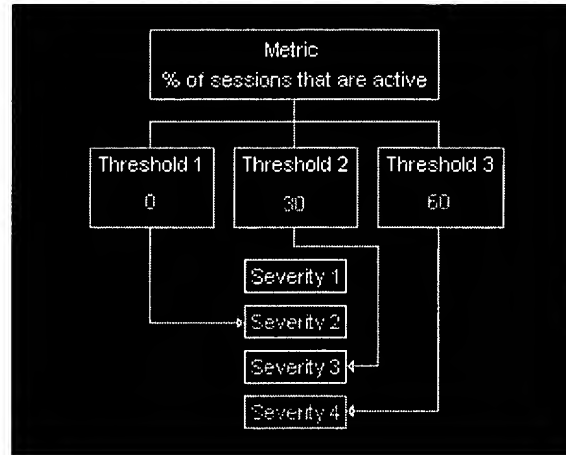 Metric
% of sessions that are active
Threshold 1
Threshold 2
Threshold 3
0
30
60
Severity 1
Severity 2
Severity 3
Severity 4